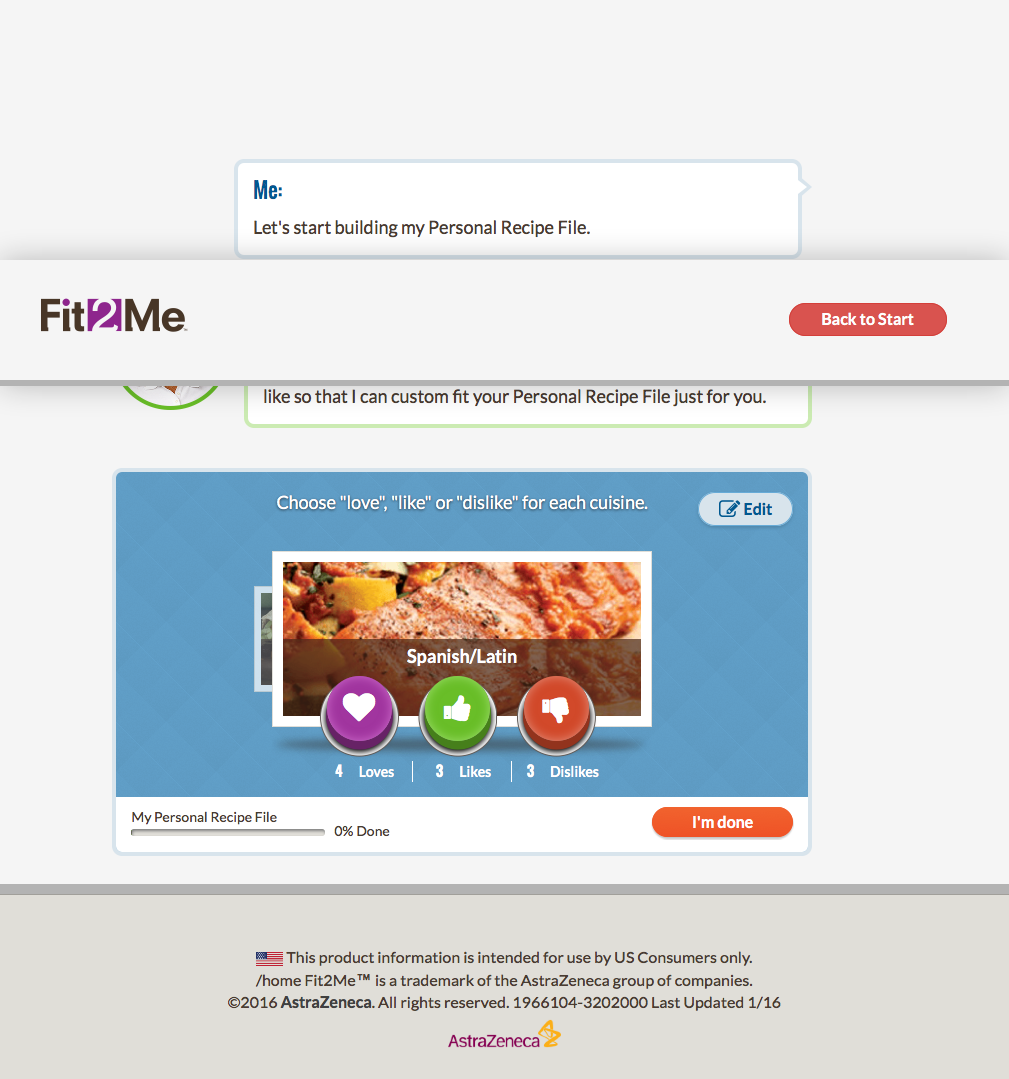 Me:
Let's start building my Personal Recipe File.
Fit2Me™
Back to Start
like so that I can custom fit your Personal Recipe File just for you.
Choose "love", "like" or "dislike" for each cuisine.
Edit
Spanish/Latin
4 Loves 3 Likes 3 Dislikes
My Personal Recipe File
0% Done
I'm done
This product information is intended for use by US Consumers only.
/home Fit2Me™ is a trademark of the AstraZeneca group of companies.
©2016 AstraZeneca. All rights reserved. 1966104-3202000 Last Updated 1/16
AstraZeneca